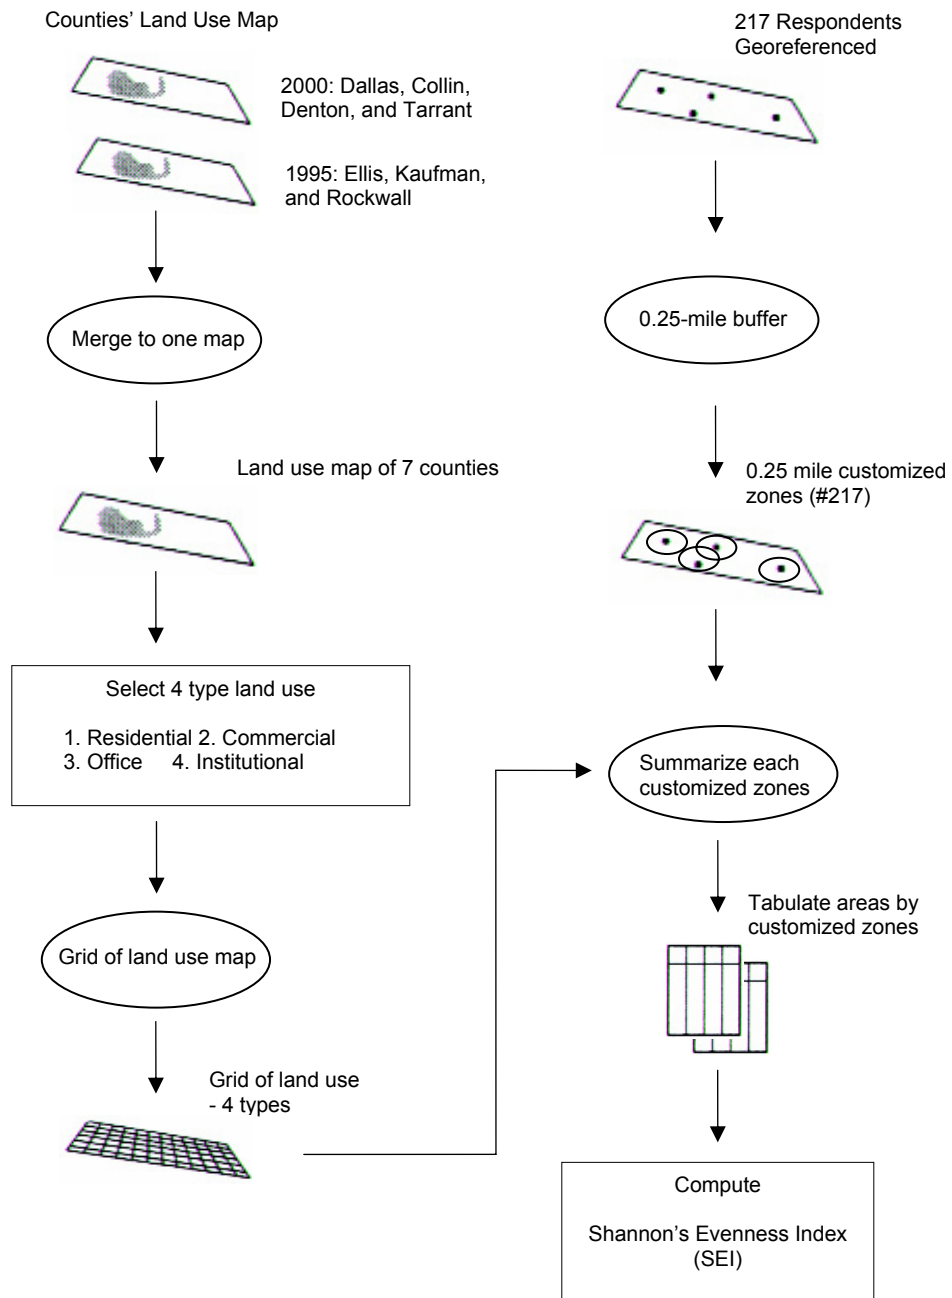 Counties' Land Use Map
2000: Dallas, Collin,
Denton, and Tarrant
1995: Ellis, Kaufman,
and Rockwall
Merge to one map
Land use map of 7 counties
Select 4 type land use
1. Residential 2. Commercial
3. Office 4. Institutional
Grid of land use map
Grid of land use
- 4 types
217 Respondents
Georeferenced
0.25-mile buffer
0.25 mile customized
zones (#217)
Summarize each
customized zones
Tabulate areas by
customized zones
Compute
Shannon's Evenness Index
(SEI)